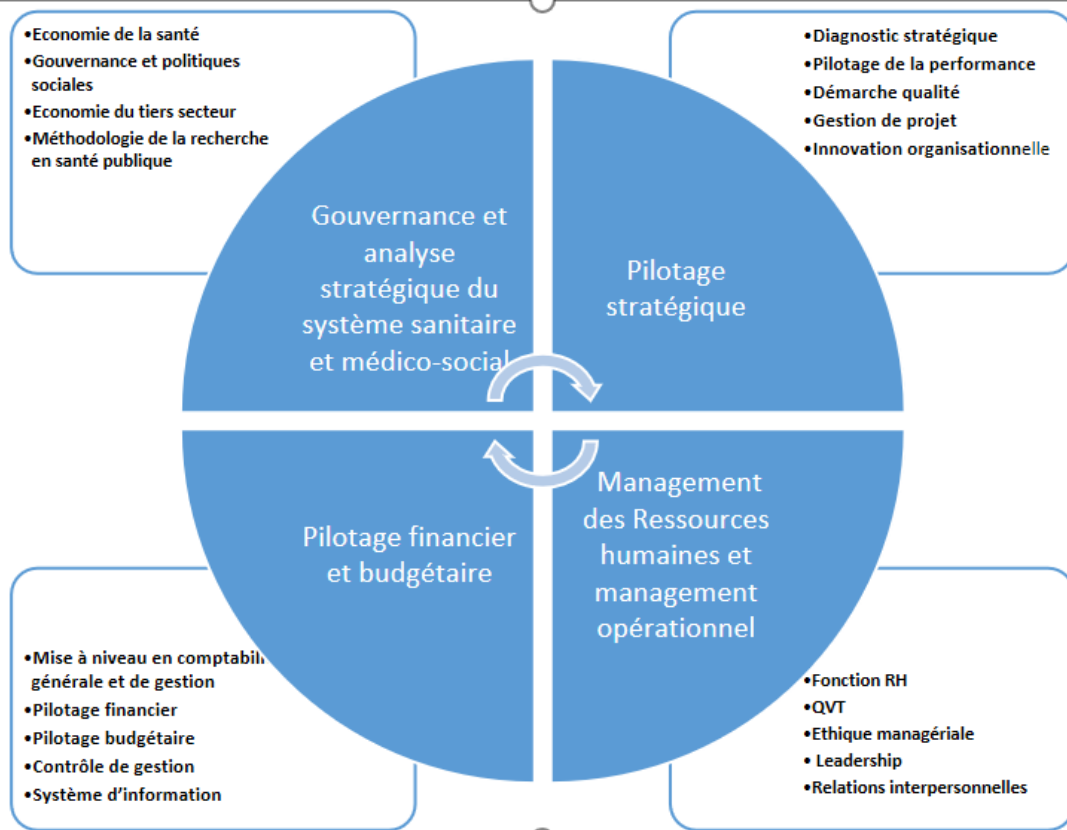 •Economie de la santé
•Gouvernance et politiques
sociales
•Economie du tiers secteur
•Méthodologie de la recherche
en santé publique
•Diagnostic stratégique
•Pilotage de la performance
•Démarche qualité
•Gestion de projet
•Innovation organisationnelle
Gouvernance et
analyse
stratégique du
système sanitaire
et médico-social
Pilotage
stratégique
Pilotage financier
et budgétaire
Management
des Ressources
humaines et
management
opérationnel
•Mise à niveau en comptabili
générale et de gestion
•Pilotage financier
•Pilotage budgétaire
•Contrôle de gestion
•Système d’information
•Fonction RH
•QVT
•Ethique managériale
• Leadership
•Relations interpersonnelles